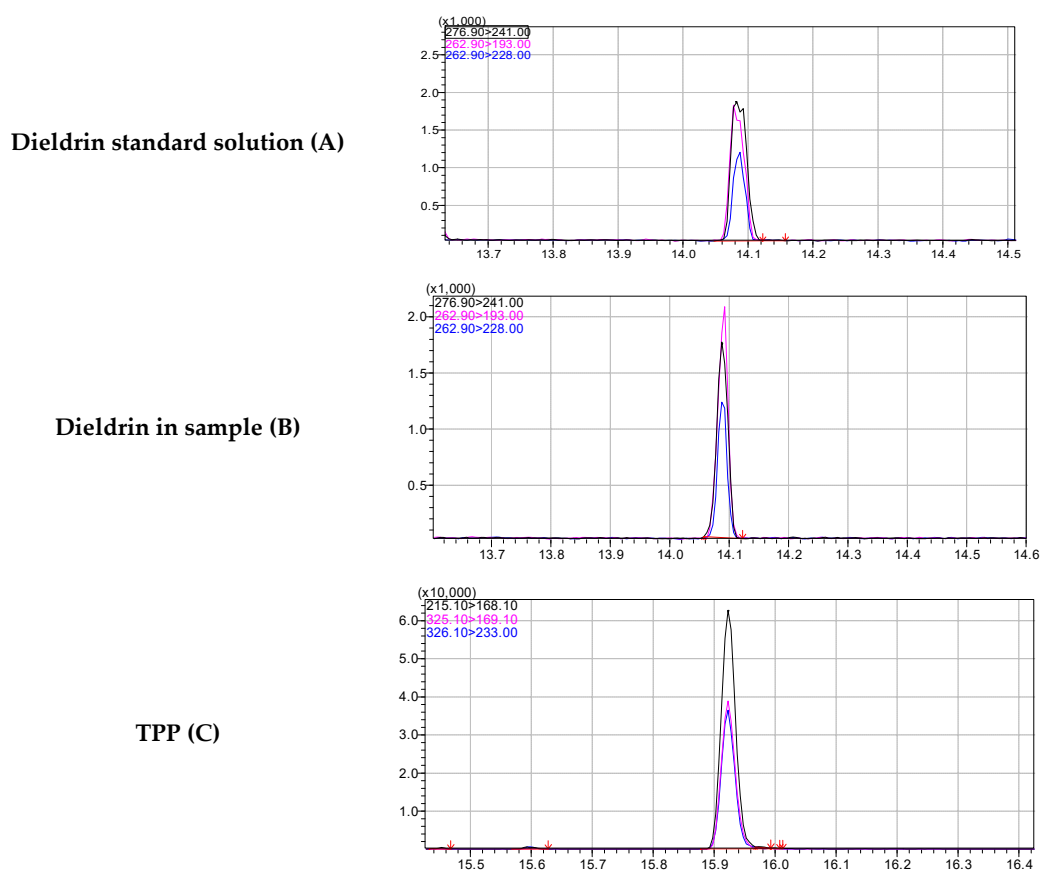 (x1,000)
276.90>241.00
262.90>193.00
262.90>228.00
2.5
2.0
1.5
1.0
0.5
13.7 13.8 13.9 14.0 14.1 14.2 14.3 14.4 14.5
Dieldrin standard solution (A)
(x1,000)
276.90>241.00
262.90>193.00
262.90>228.00
2.0
1.5
1.0
0.5
13.7 13.8 13.9 14.0 14.1 14.2 14.3 14.4 14.5 14.6
Dieldrin in sample (B)
(x10,000)
215.10>168.10
325.10>169.10
326.10>233.00
6.0
5.0
4.0
3.0
2.0
1.0
15.5 15.6 15.7 15.8 15.9 16.0 16.1 16.2 16.3 16.4
TPP (C)